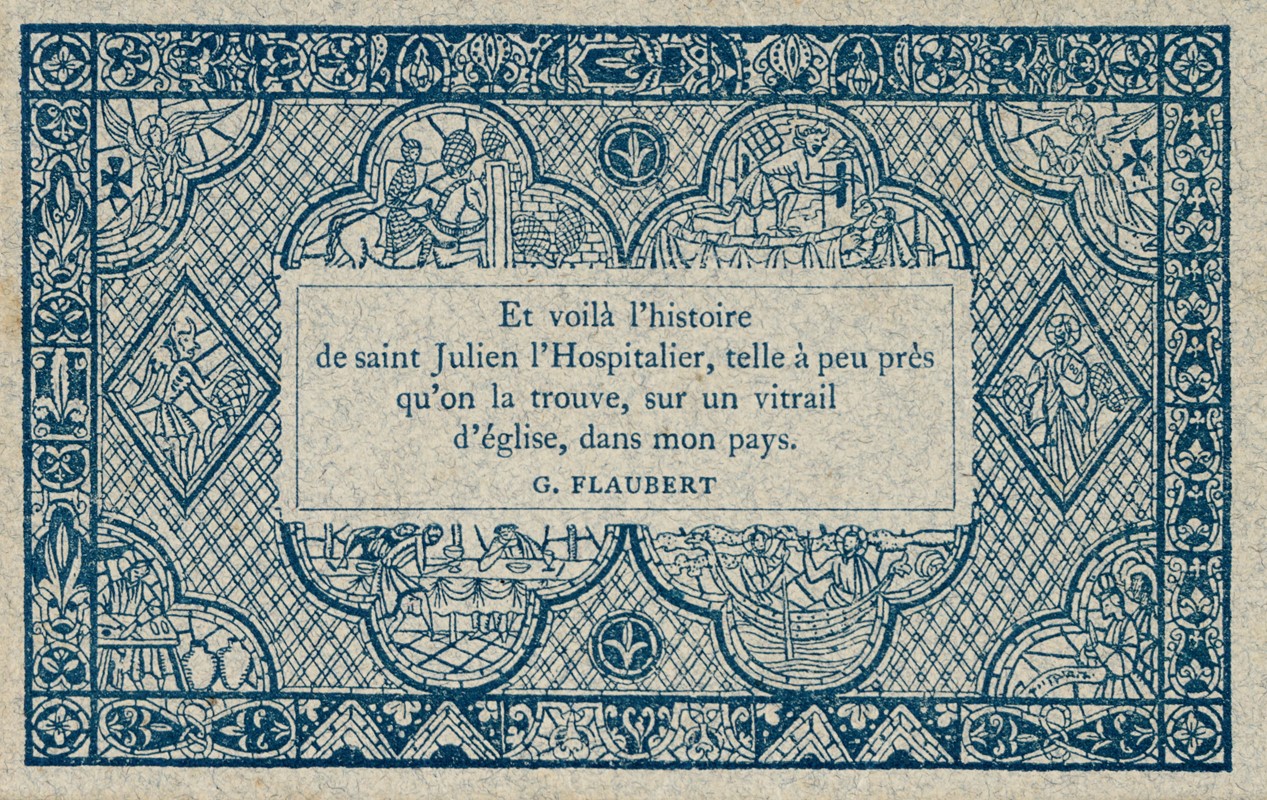 Et voilà l'histoire
de saint Julien l'Hospitalier, telle à peu près
qu'on la trouve, sur un vitrail
d'église, dans mon pays.
G. FLAUBERT